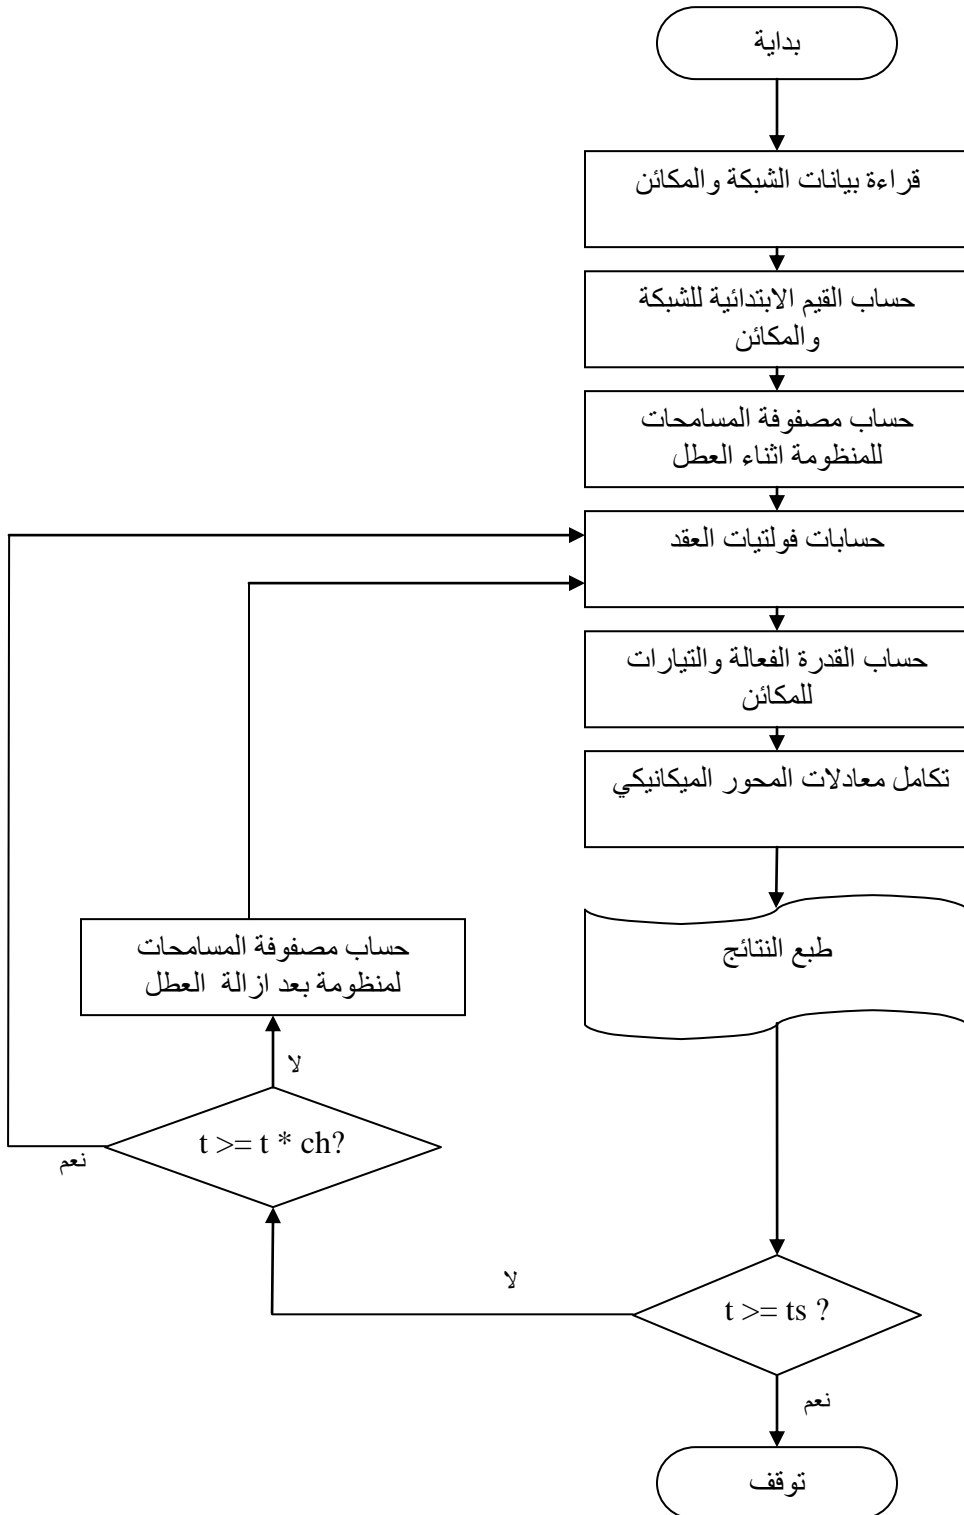 بداية
قراءة بيانات الشبكة والمكائن
حساب القيم الابتدائية للشبكة
والمكائن
حساب مصفوفة المسامحات
للمنظومة اثناء العطل
حسابات فولتيات العقد
حساب القدرة الفعالة والتيارات
للمكائن
تكامل معادلات المحور الميكانيكي
طبع النتائج
حساب مصفوفة المسامحات
لمنظومة بعد ازالة العطل
لا
t >= t * ch?
نعم
لا
t >= ts ?
نعم
توقف